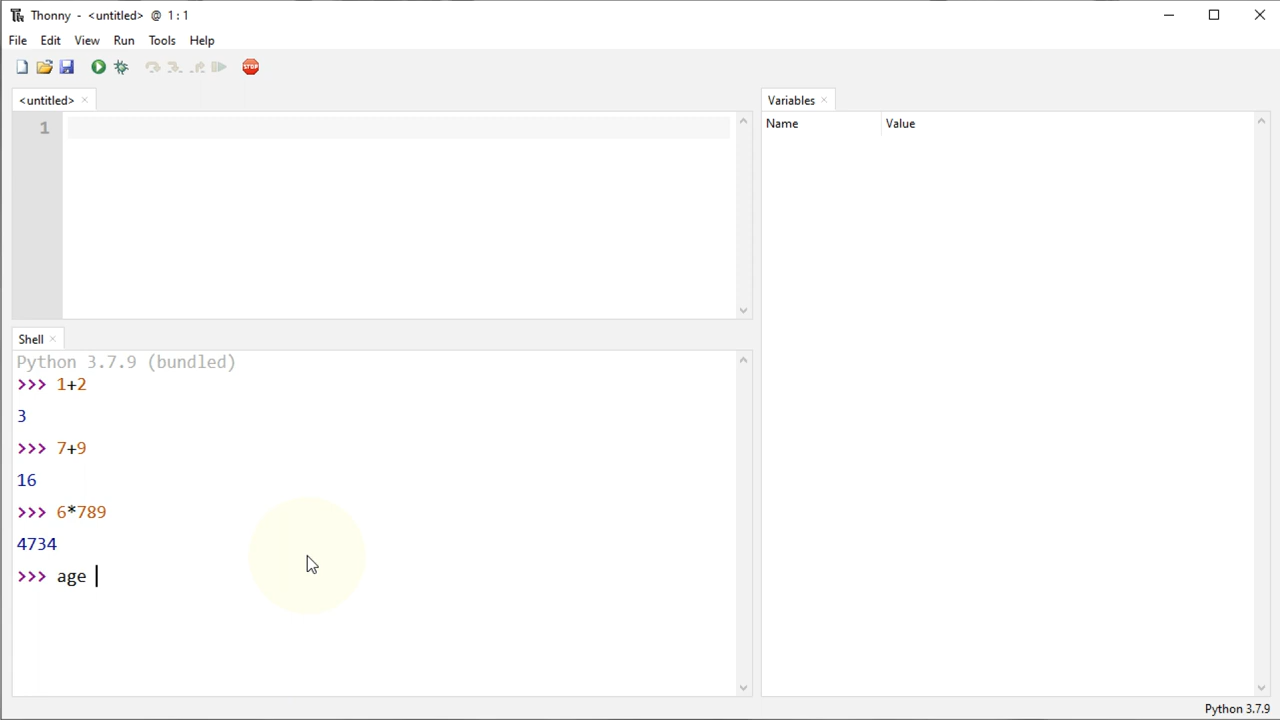 Thonny - <untitled> @ 1:1
File Edit View Run Tools Help
STOP
<untitled> ×
1
Shell ×
Python 3.7.9 (bundled)
>>> 1+2
3
>>> 7+9
16
>>> 6*789
4734
>>> age
Variables ×
Name Value
Python 3.7.9